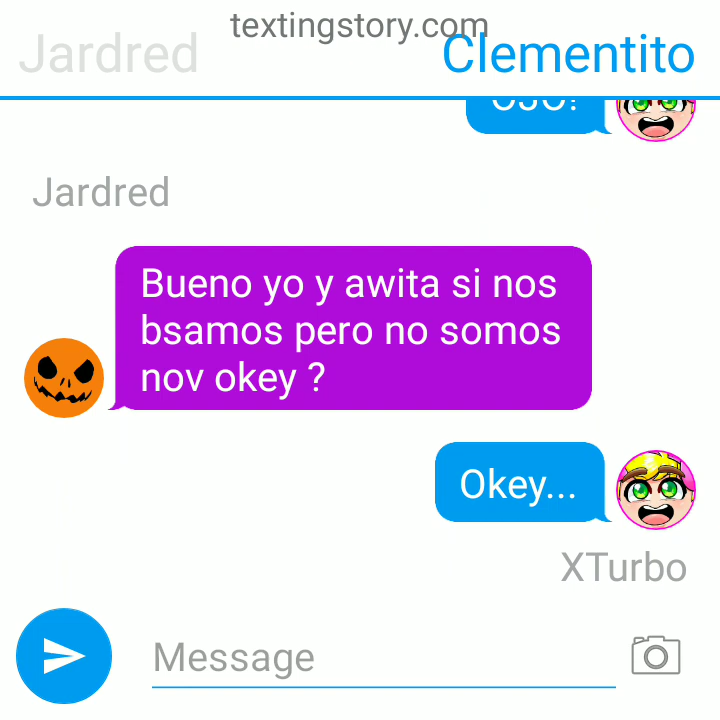 textingstory.com
Jardred
Clementito
Jardred
Bueno yo y awita si nos
bsamos pero no somos
nov okey ?
Okey...
XTurbo
Message